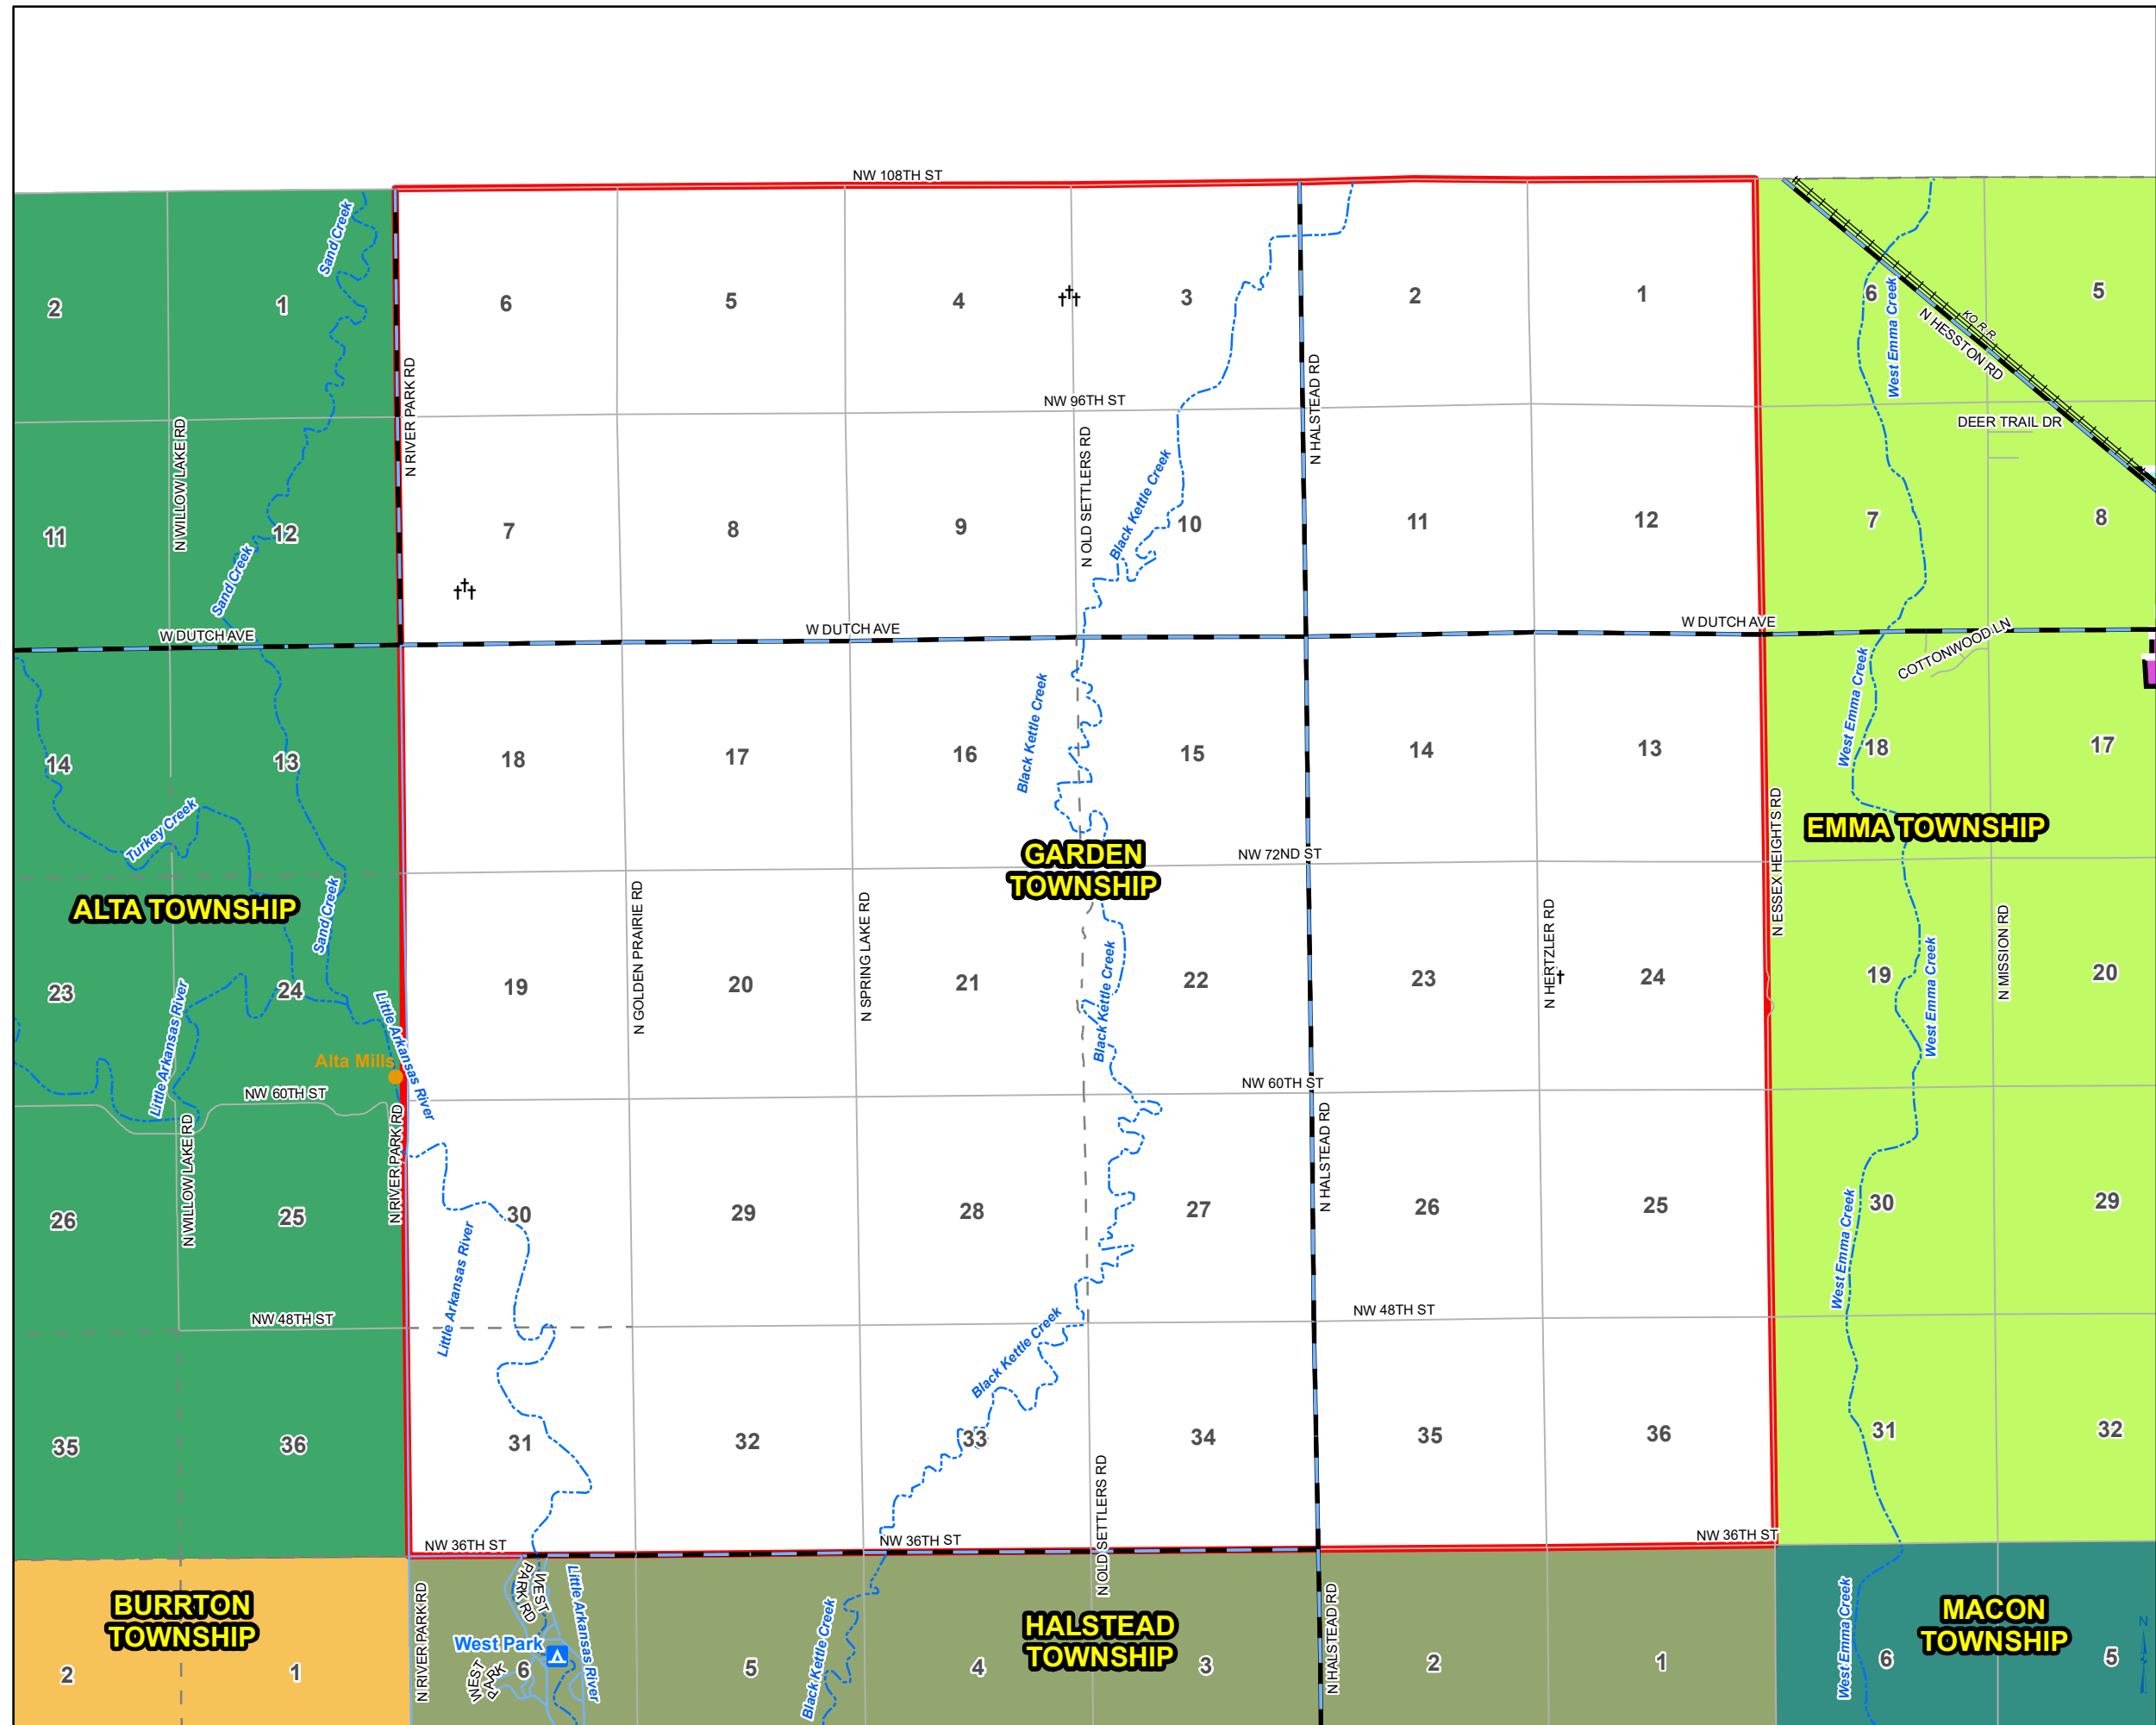 NW 108TH ST
Sand Creek
2
1
6
5
4
3
2
1
6
5
West Emma Creek
KO R.R.
N HESSTON RD
N RIVER PARK RD
N HALSTEAD RD
NW 96TH ST
DEER TRAIL DR
N WILLOW LAKE RD
N OLD SETTLERS RD
Black Kettle Creek
11
12
7
8
9
10
11
12
7
8
Sand Creek
W DUTCH AVE
W DUTCH AVE
W DUTCH AVE
COTTONWOOD LN
West Emma Creek
Black Kettle Creek
14
13
18
17
16
15
14
13
18
17
Turkey Creek
N ESSEX HEIGHTS RD
EMMA TOWNSHIP
GARDEN
TOWNSHIP
NW 72ND ST
ALTA TOWNSHIP
Sand Creek
N GOLDEN PRAIRIE RD
N SPRING LAKE RD
N HERTZLER RD
N MISSION RD
Black Kettle Creek
West Emma Creek
23
24
19
20
21
22
23
24
19
20
Little Arkansas River
Little Arkansas River
Alta Mills
NW 60TH ST
NW 60TH ST
N WILLOW LAKE RD
N RIVER PARK RD
N HALSTEAD RD
26
25
30
29
28
27
26
25
30
29
Little Arkansas River
West Emma Creek
NW 48TH ST
NW 48TH ST
Black Kettle Creek
35
36
31
32
33
34
35
36
31
32
N OLD SETTLERS RD
NW 36TH ST
NW 36TH ST
NW 36TH ST
WEST
PARK RD
Little Arkansas River
N RIVER PARK RD
N HALSTEAD RD
Black Kettle Creek
West Emma Creek
BURRTON
TOWNSHIP
HALSTEAD
TOWNSHIP
MACON
TOWNSHIP
West Park
WEST
PARK
2
1
6
5
4
3
2
1
6
5
N